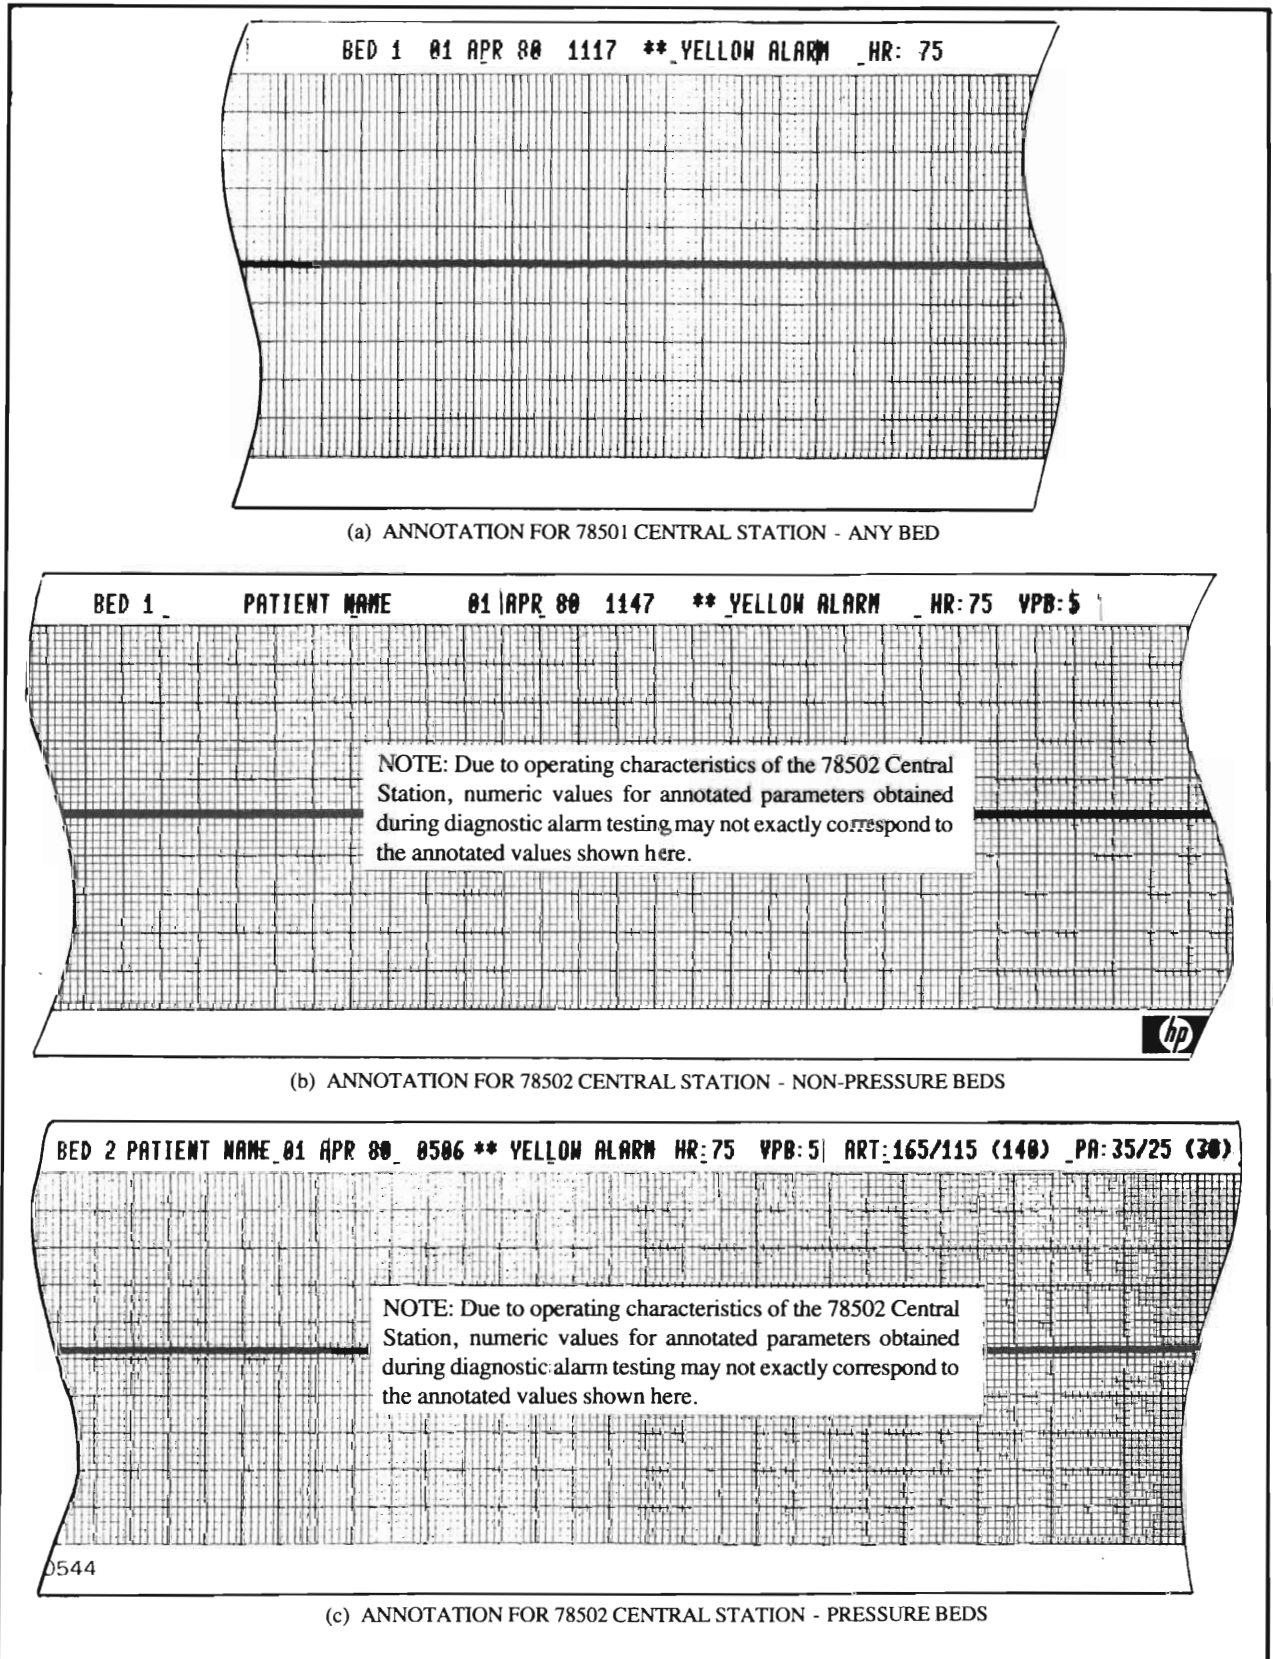 BED 1 01 APR 80 1117 ** YELLOW ALARM HR: 75
(a) ANNOTATION FOR 78501 CENTRAL STATION - ANY BED
BED 1 PATIENT NAME 01 APR 80 1147 ** YELLOW ALARM HR:75 VPB:5
NOTE: Due to operating characteristics of the 78502 Central
Station, numeric values for annotated parameters obtained
during diagnostic alarm testing may not exactly correspond to
the annotated values shown here.
hp
(b) ANNOTATION FOR 78502 CENTRAL STATION - NON-PRESSURE BEDS
BED 2 PATIENT NAME 01 APR 80 0506 ** YELLOW ALARM HR:75 VPB:5 ART:165/115 (140) PA:35/25 (30)
NOTE: Due to operating characteristics of the 78502 Central
Station, numeric values for annotated parameters obtained
during diagnostic alarm testing may not exactly correspond to
the annotated values shown here.
0544
(c) ANNOTATION FOR 78502 CENTRAL STATION - PRESSURE BEDS